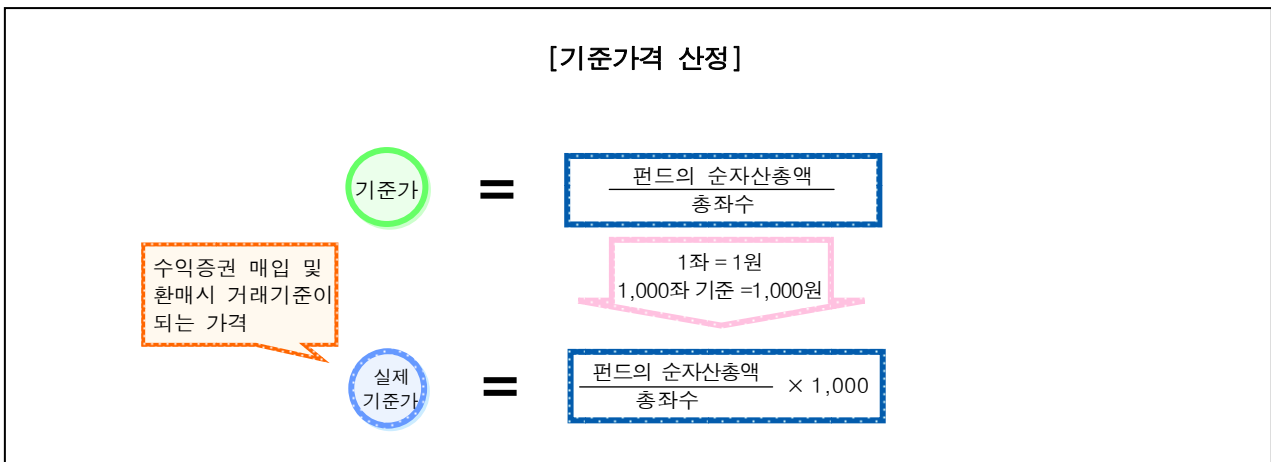 [기준가격 산정]
기준가
=
펀드의 순자산총액
총좌수
1좌 = 1원
1,000좌 기준 =1,000원
수익증권 매입 및
환매시 거래기준이
되는 가격
실제
기준가
=
펀드의 순자산총액
총좌수
× 1,000